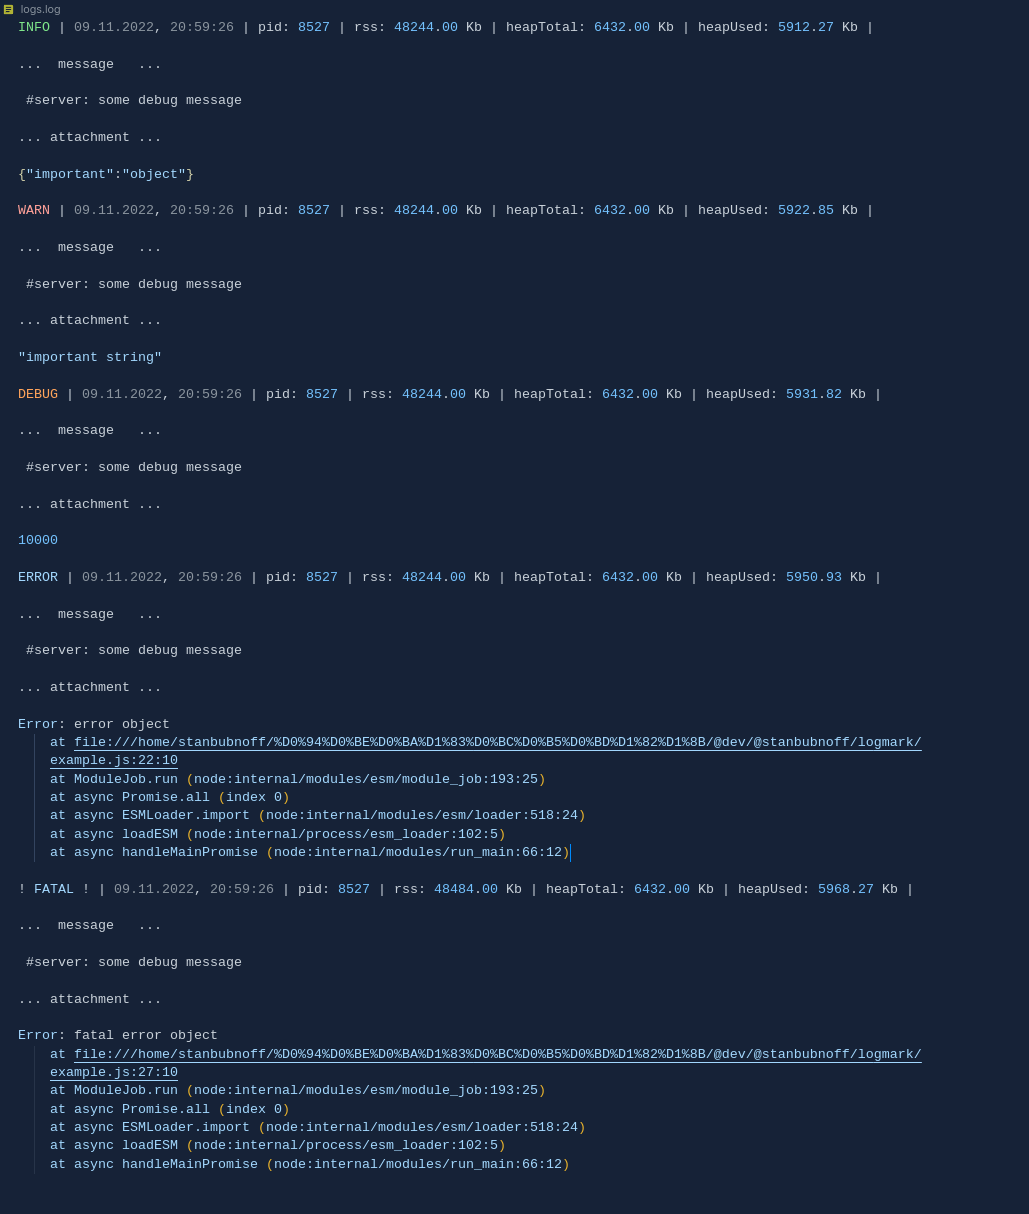 logs.log
INFO | 09.11.2022, 20:59:26 | pid: 8527 | rss: 48244.00 Kb | heapTotal: 6432.00 Kb | heapUsed: 5912.27 Kb |
...  message   ...
#server: some debug message
... attachment ...
{"important":"object"}
WARN | 09.11.2022, 20:59:26 | pid: 8527 | rss: 48244.00 Kb | heapTotal: 6432.00 Kb | heapUsed: 5922.85 Kb |
...  message   ...
#server: some debug message
... attachment ...
"important string"
DEBUG | 09.11.2022, 20:59:26 | pid: 8527 | rss: 48244.00 Kb | heapTotal: 6432.00 Kb | heapUsed: 5931.82 Kb |
...  message   ...
#server: some debug message
... attachment ...
10000
ERROR | 09.11.2022, 20:59:26 | pid: 8527 | rss: 48244.00 Kb | heapTotal: 6432.00 Kb | heapUsed: 5950.93 Kb |
...  message   ...
#server: some debug message
... attachment ...
Error: error object
at file:///home/stanbubnoff/%D0%94%D0%BE%D0%BA%D1%83%D0%BC%D0%B5%D0%BD%D1%82%D1%8B/@dev/@stanbubnoff/logmark/
example.js:22:10
at ModuleJob.run (node:internal/modules/esm/module_job:193:25)
at async Promise.all (index 0)
at async ESMLoader.import (node:internal/modules/esm/loader:518:24)
at async loadESM (node:internal/process/esm_loader:102:5)
at async handleMainPromise (node:internal/modules/run_main:66:12)
! FATAL ! | 09.11.2022, 20:59:26 | pid: 8527 | rss: 48484.00 Kb | heapTotal: 6432.00 Kb | heapUsed: 5968.27 Kb |
...  message   ...
#server: some debug message
... attachment ...
Error: fatal error object
at file:///home/stanbubnoff/%D0%94%D0%BE%D0%BA%D1%83%D0%BC%D0%B5%D0%BD%D1%82%D1%8B/@dev/@stanbubnoff/logmark/
example.js:27:10
at ModuleJob.run (node:internal/modules/esm/module_job:193:25)
at async Promise.all (index 0)
at async ESMLoader.import (node:internal/modules/esm/loader:518:24)
at async loadESM (node:internal/process/esm_loader:102:5)
at async handleMainPromise (node:internal/modules/run_main:66:12)